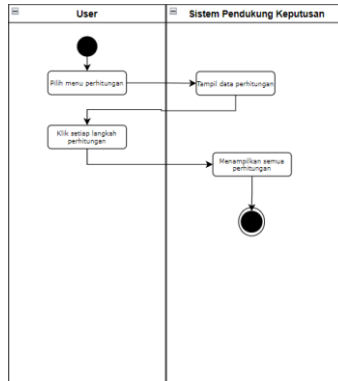 User
Sistem Pendukung Keputusan
Pilih menu perhitungan
Tampil data perhitungan
Klik setiap langkah
perhitungan
Menampilkan semua
perhitungan